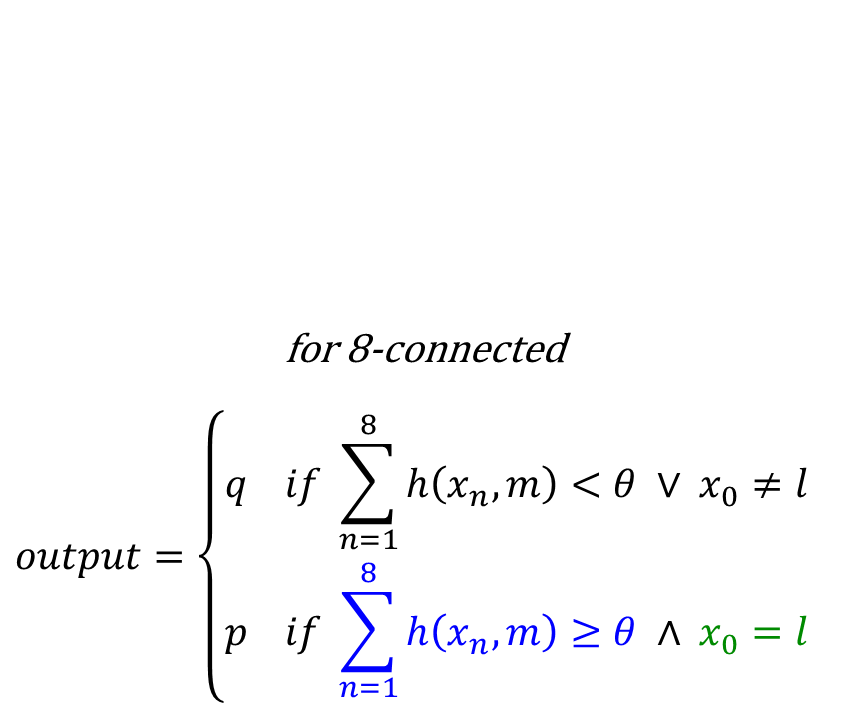 for 8-connected
output = { q if ∑_{n=1}^{8} h(x_n, m) < θ ∨ x_0 ≠ l
p if ∑_{n=1}^{8} h(x_n, m) ≥ θ ∧ x_0 = l